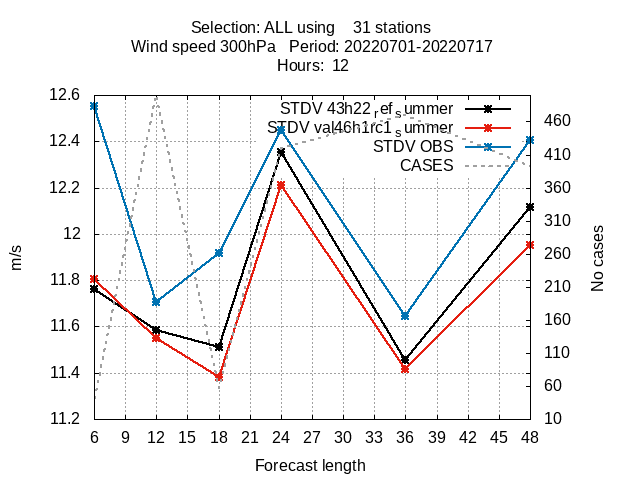 Selection: ALL using    31 stations
Wind speed 300hPa   Period: 20220701-20220717
Hours:  12
STDV 43h22_ref_summer
STDV val46h1rc1_summer
STDV OBS
CASES
12.6
12.4
12.2
12
11.8
11.6
11.4
11.2
m/s
460
410
360
310
260
210
160
110
60
10
No cases
6 9 12 15 18 21 24 27 30 33 36 39 42 45 48
Forecast length